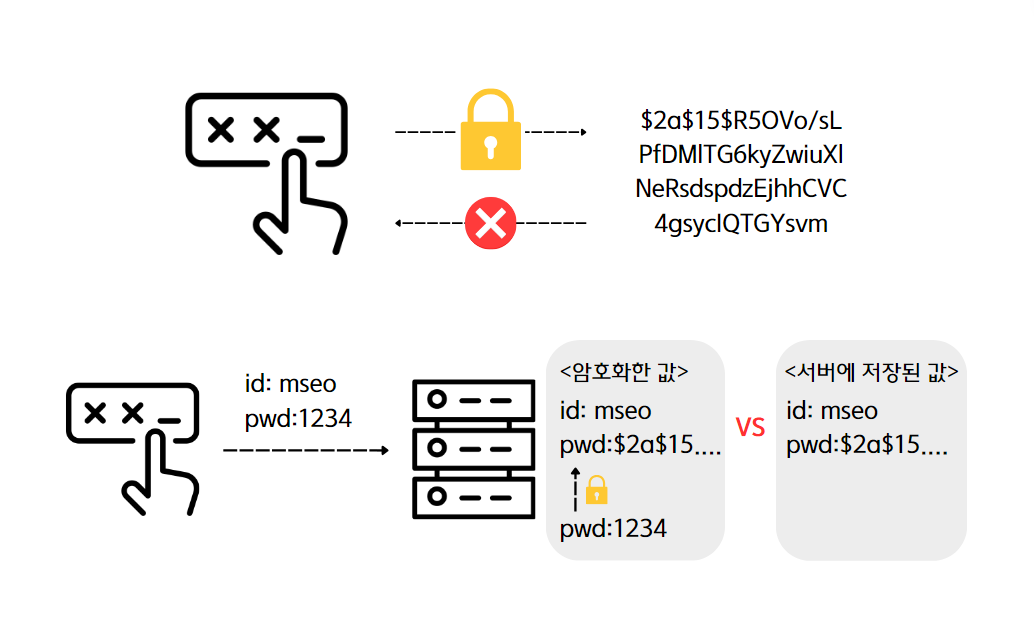 $2a$15$R5OVo/sL
PfDMlTG6kyZwiuXl
NeRsdspdzEjhhCVC
4gsyclQTGYsvm
id: mseo
pwd:1234
<암호화한 값>
id: mseo
pwd:$2a$15....
pwd:1234
VS
<서버에 저장된 값>
id: mseo
pwd:$2a$15....